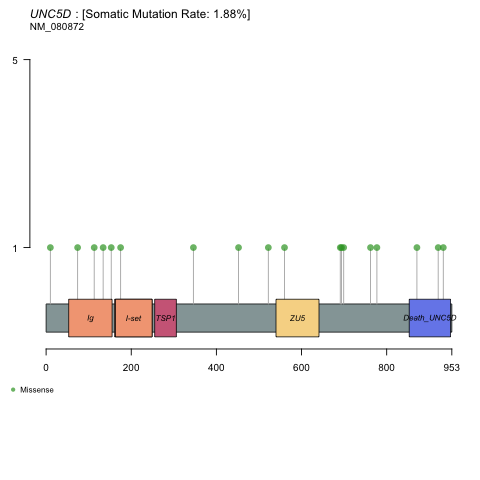 UNC5D : [Somatic Mutation Rate: 1.88%]
NM_080872
5
1
Ig I-set TSP1 ZU5 Death_UNC5D
0 200 400 600 800 953
Missense